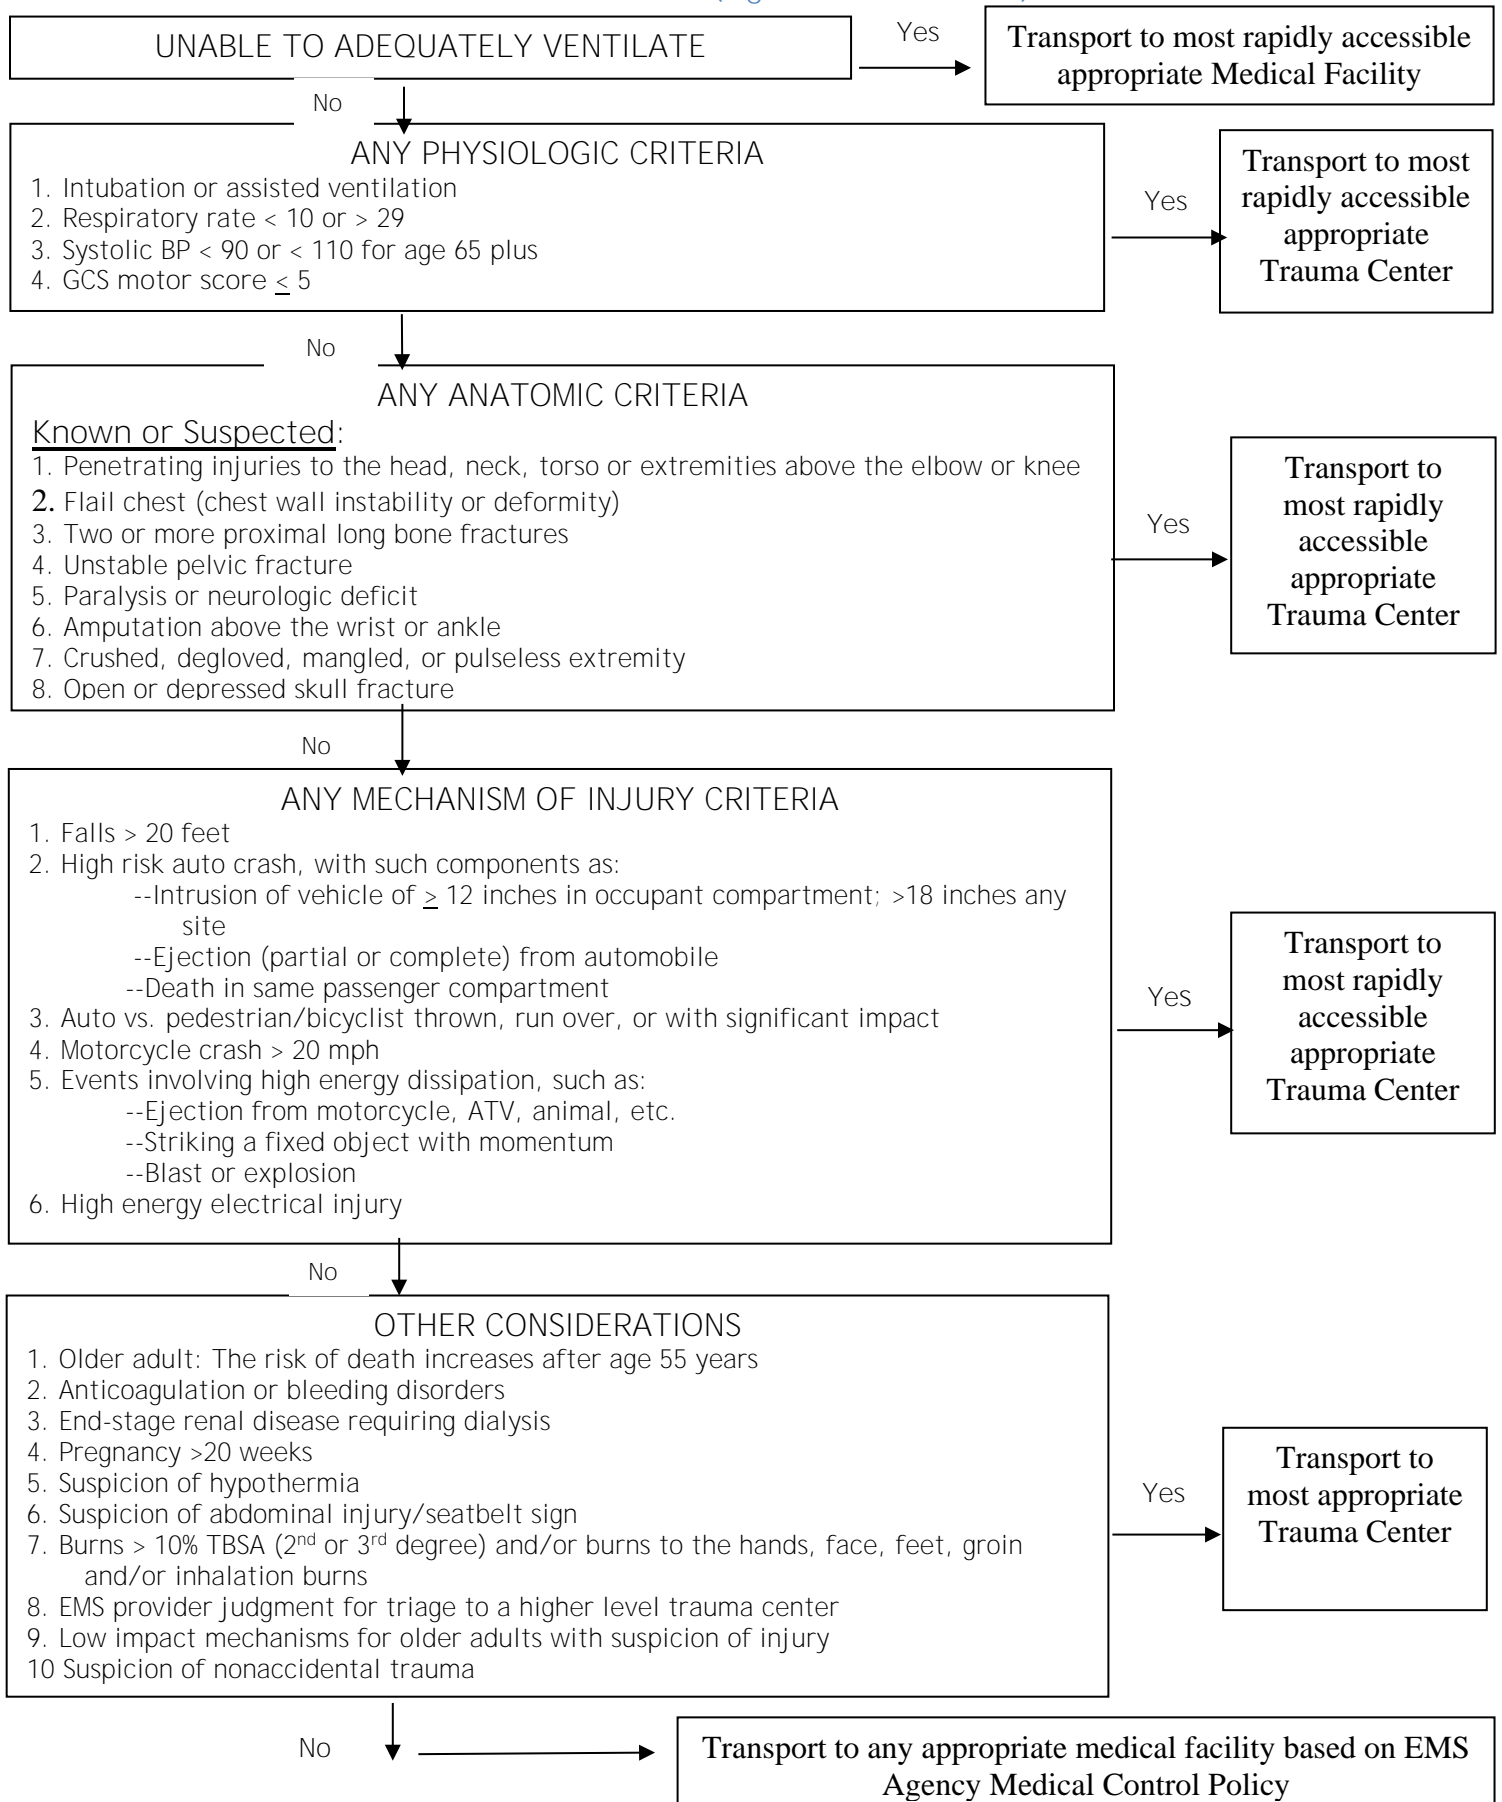 UNABLE TO ADEQUATELY VENTILATE
Yes
Transport to most rapidly accessible
appropriate Medical Facility
No
ANY PHYSIOLOGIC CRITERIA
1. Intubation or assisted ventilation
2. Respiratory rate < 10 or > 29
3. Systolic BP < 90 or < 110 for age 65 plus
4. GCS motor score ≤ 5
Yes
Transport to most
rapidly accessible
appropriate
Trauma Center
No
ANY ANATOMIC CRITERIA
Known or Suspected:
1. Penetrating injuries to the head, neck, torso or extremities above the elbow or knee
2. Flail chest (chest wall instability or deformity)
3. Two or more proximal long bone fractures
4. Unstable pelvic fracture
5. Paralysis or neurologic deficit
6. Amputation above the wrist or ankle
7. Crushed, degloved, mangled, or pulseless extremity
8. Open or depressed skull fracture
Yes
Transport to
most rapidly
accessible
appropriate
Trauma Center
No
ANY MECHANISM OF INJURY CRITERIA
1. Falls > 20 feet
2. High risk auto crash, with such components as:
--Intrusion of vehicle of ≥ 12 inches in occupant compartment; >18 inches any
site
--Ejection (partial or complete) from automobile
--Death in same passenger compartment
3. Auto vs. pedestrian/bicyclist thrown, run over, or with significant impact
4. Motorcycle crash > 20 mph
5. Events involving high energy dissipation, such as:
--Ejection from motorcycle, ATV, animal, etc.
--Striking a fixed object with momentum
--Blast or explosion
6. High energy electrical injury
Yes
Transport to
most rapidly
accessible
appropriate
Trauma Center
No
OTHER CONSIDERATIONS
1. Older adult: The risk of death increases after age 55 years
2. Anticoagulation or bleeding disorders
3. End-stage renal disease requiring dialysis
4. Pregnancy >20 weeks
5. Suspicion of hypothermia
6. Suspicion of abdominal injury/seatbelt sign
7. Burns > 10% TBSA (2nd or 3rd degree) and/or burns to the hands, face, feet, groin
and/or inhalation burns
8. EMS provider judgment for triage to a higher level trauma center
9. Low impact mechanisms for older adults with suspicion of injury
10 Suspicion of nonaccidental trauma
Yes
Transport to
most appropriate
Trauma Center
No
Transport to any appropriate medical facility based on EMS
Agency Medical Control Policy